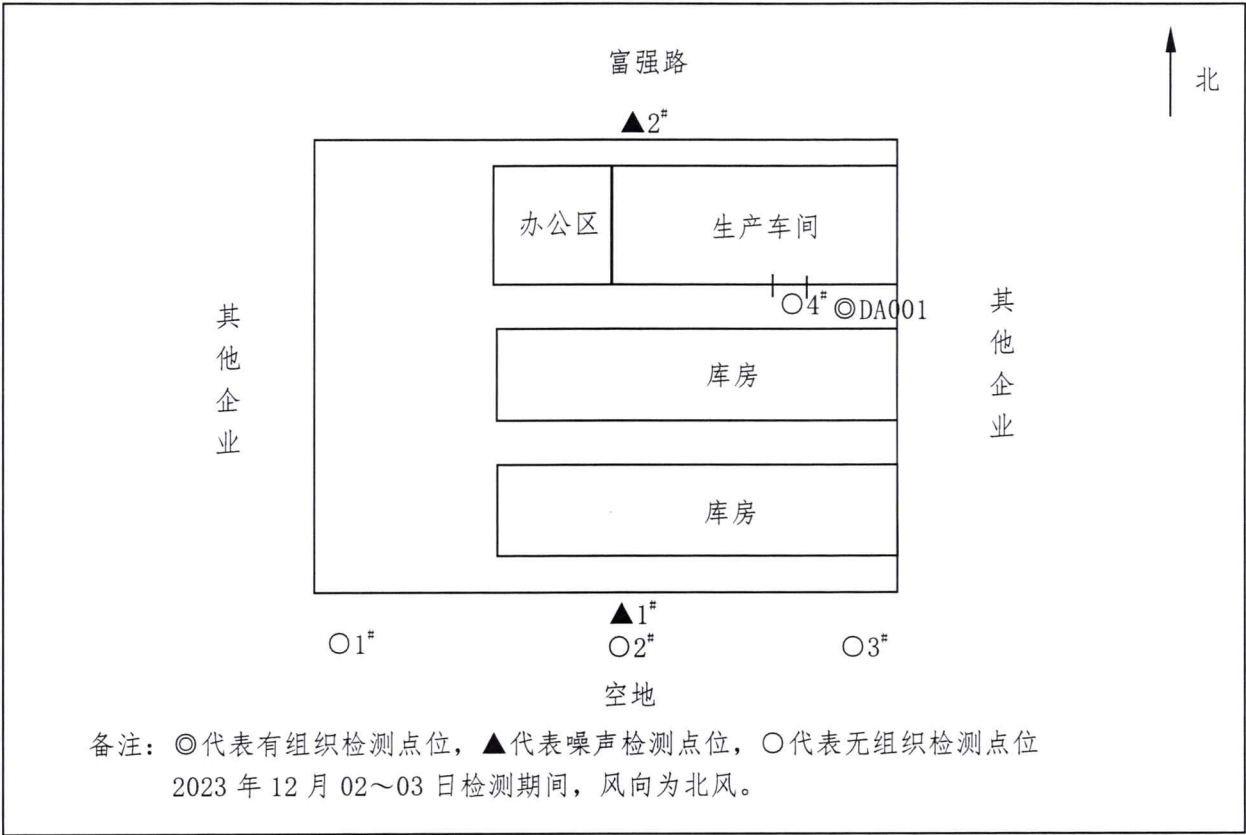 富强路
北
▲2#
办公区
生产车间
○4# ◎DA001
其他企业
其他企业
库房
库房
▲1#
○1#
○2#
○3#
空地
备注：◎代表有组织检测点位，▲代表噪声检测点位，○代表无组织检测点位
2023 年 12 月 02～03 日检测期间，风向为北风。